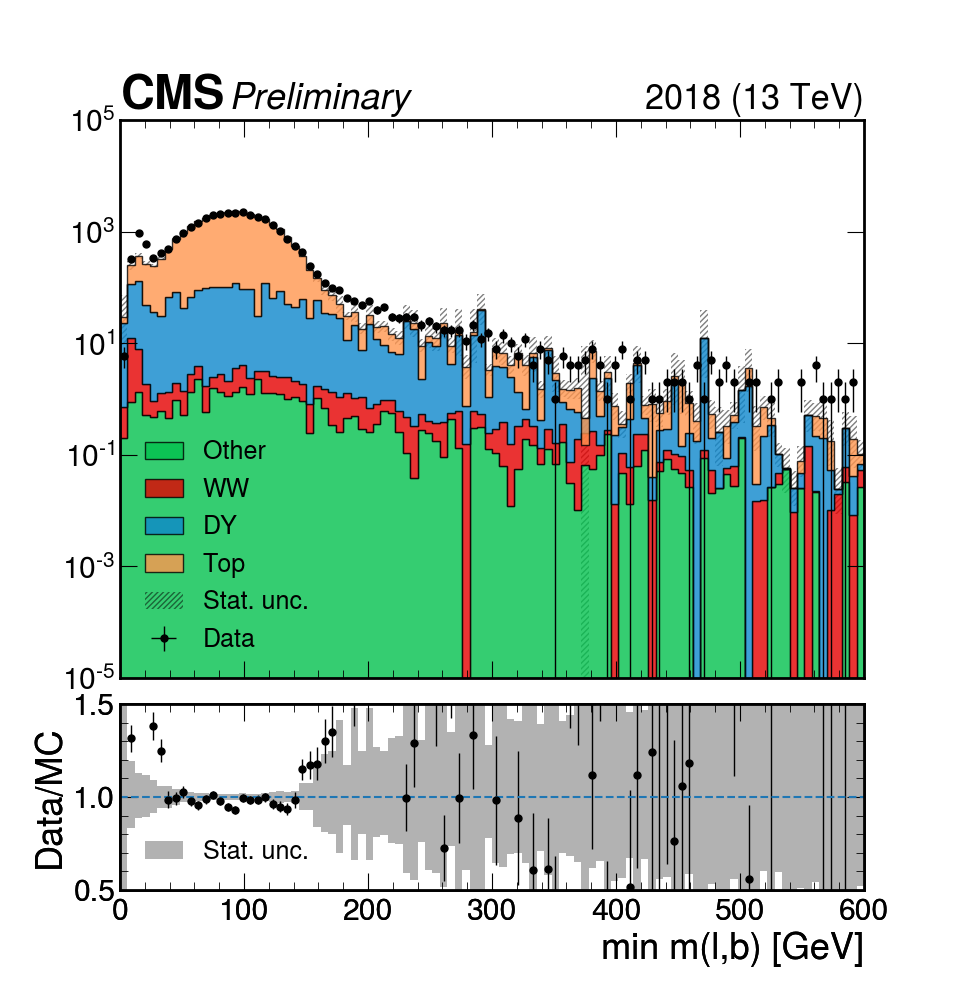 CMS Preliminary 2018 (13 TeV)
10^5
10^3
10^1
10^-1
10^-3
10^-5
Other
WW
DY
Top
Stat. unc.
Data
1.5
1.0
0.5
Data/MC
Stat. unc.
0 100 200 300 400 500 600
min m(l,b) [GeV]